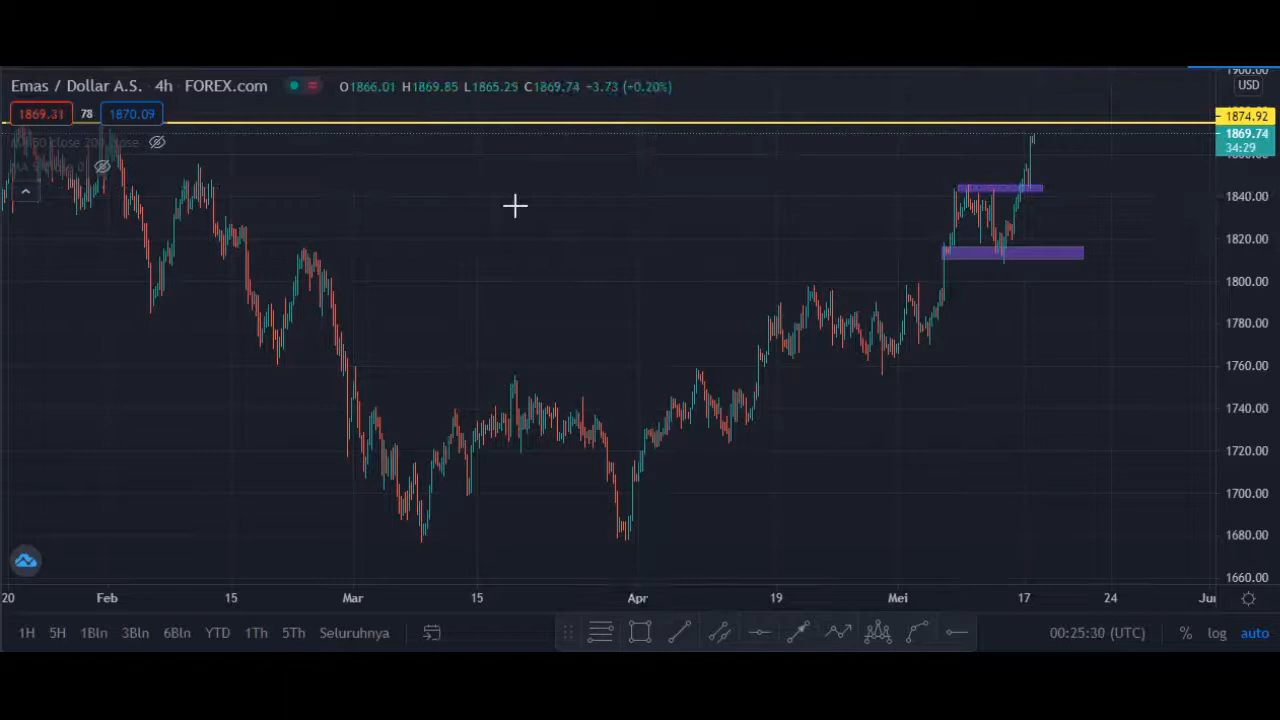 1900.00
Emas / Dollar A.S. 4h FOREX.com O1866.01 H1869.85 L1865.25 C1869.74 +3.73 (+0.20%)
USD
1869.31 78 1870.09
1874.92
1869.74
34:29
1840.00
1820.00
1800.00
1780.00
1760.00
1740.00
1720.00
1700.00
1680.00
1660.00
20 Feb 15 Mar 15 Apr 19 Mei 17 24
1H 5H 1Bln 3Bln 6Bln YTD 1Th 5Th Seluruhnya 00:25:30 (UTC) % log auto